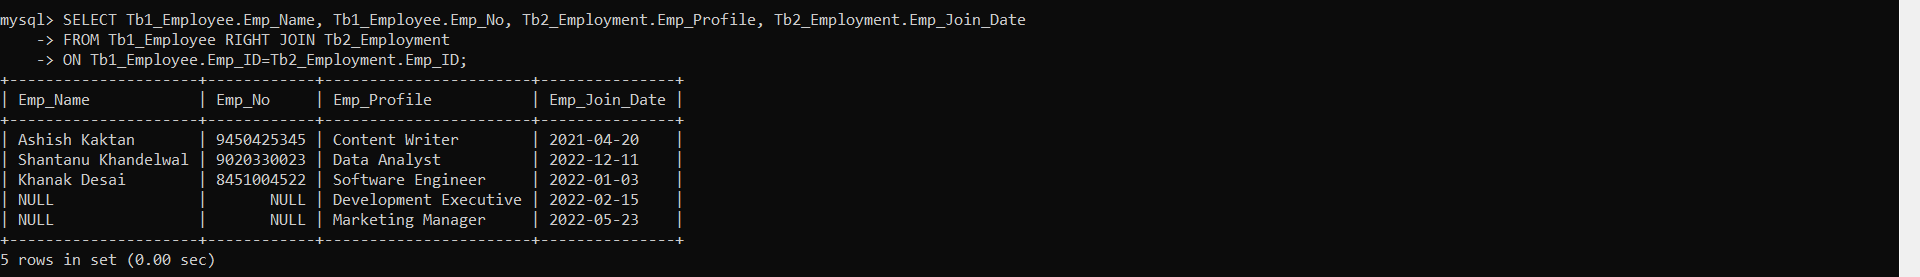 mysql> SELECT Tb1_Employee.Emp_Name, Tb1_Employee.Emp_No, Tb2_Employment.Emp_Profile, Tb2_Employment.Emp_Join_Date
    -> FROM Tb1_Employee RIGHT JOIN Tb2_Employment
    -> ON Tb1_Employee.Emp_ID=Tb2_Employment.Emp_ID;
+---------------------+------------+-----------------------+---------------+
| Emp_Name            | Emp_No     | Emp_Profile           | Emp_Join_Date |
+---------------------+------------+-----------------------+---------------+
| Ashish Kaktan       | 9450425345 | Content Writer        | 2021-04-20    |
| Shantanu Khandelwal | 9020330023 | Data Analyst          | 2022-12-11    |
| Khanak Desai        | 8451004522 | Software Engineer     | 2022-01-03    |
| NULL                |       NULL | Development Executive | 2022-02-15    |
| NULL                |       NULL | Marketing Manager     | 2022-05-23    |
+---------------------+------------+-----------------------+---------------+
5 rows in set (0.00 sec)